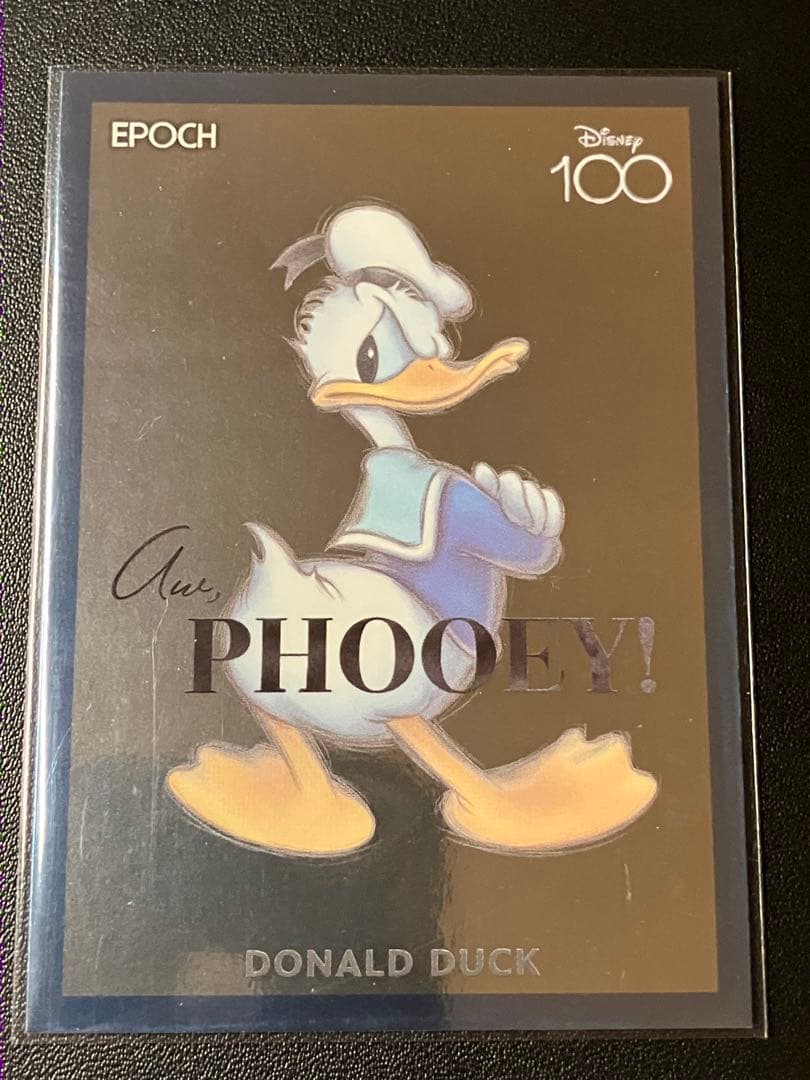 EPOCH
Disney
100
Aw,
PHOOEY!
DONALD DUCK